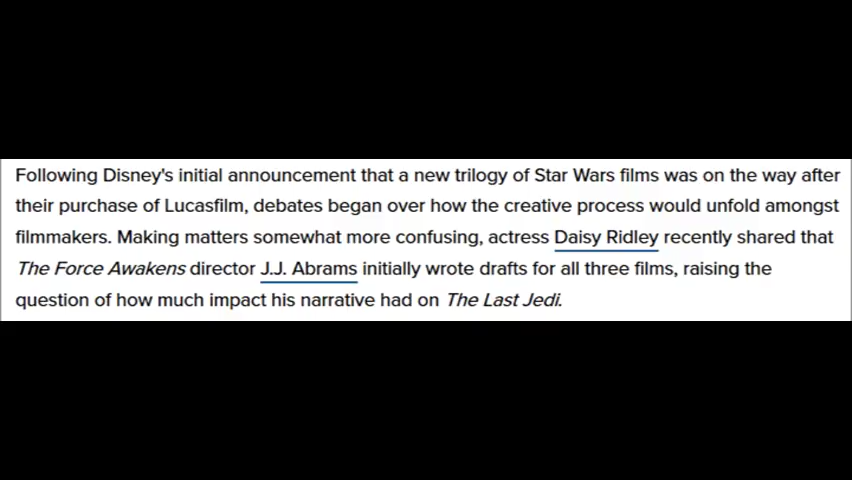 Following Disney's initial announcement that a new trilogy of Star Wars films was on the way after
their purchase of Lucasfilm, debates began over how the creative process would unfold amongst
filmmakers. Making matters somewhat more confusing, actress Daisy Ridley recently shared that
The Force Awakens director J.J. Abrams initially wrote drafts for all three films, raising the
question of how much impact his narrative had on The Last Jedi.